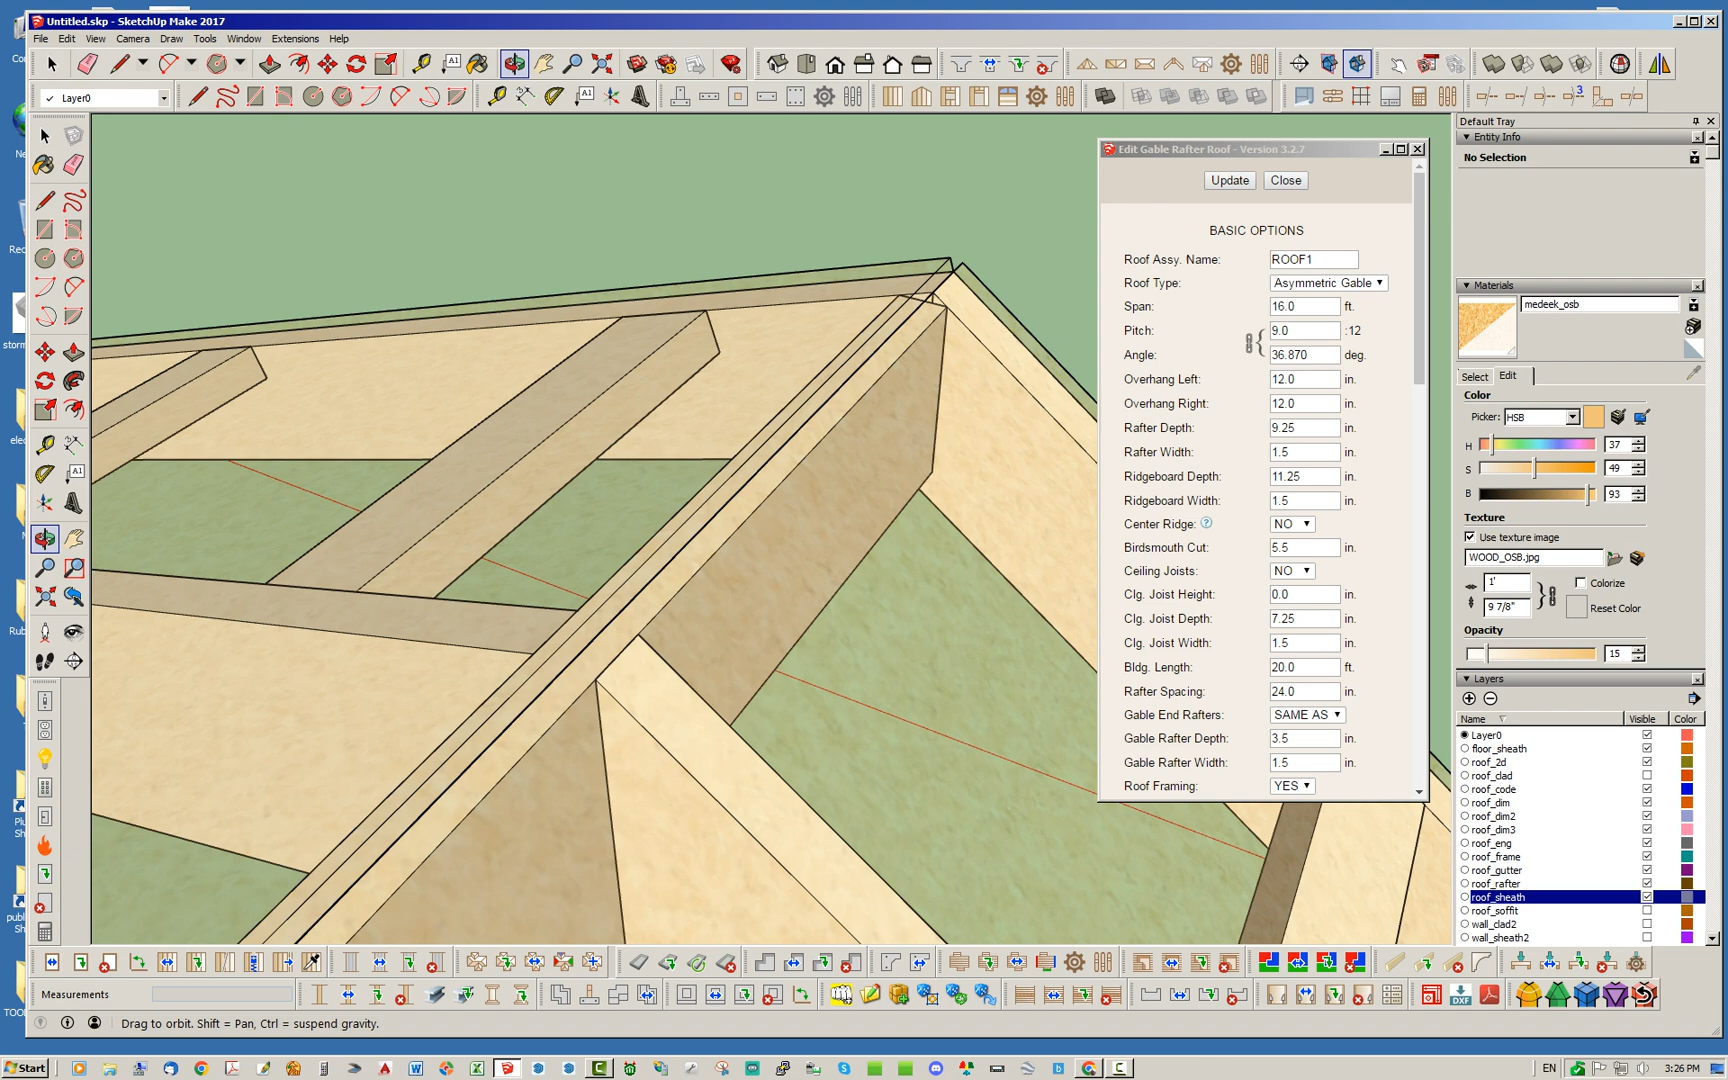 Untitled.skp - SketchUp Make 2017
File Edit View Camera Draw Tools Window Extensions Help
Layer0
Default Tray
Entity Info
No Selection
Edit Gable Rafter Roof - Version 3.2.7
Update Close
BASIC OPTIONS
Roof Assy. Name: ROOF1
Roof Type: Asymmetric Gable
Span: 16.0 ft.
Pitch: 9.0 :12
Angle: 36.870 deg.
Overhang Left: 12.0 in.
Overhang Right: 12.0 in.
Rafter Depth: 9.25 in.
Rafter Width: 1.5 in.
Ridgeboard Depth: 11.25 in.
Ridgeboard Width: 1.5 in.
Center Ridge: NO
Birdsmouth Cut: 5.5 in.
Ceiling Joists: NO
Clg. Joist Height: 0.0 in.
Clg. Joist Depth: 7.25 in.
Clg. Joist Width: 1.5 in.
Bldg. Length: 20.0 ft.
Rafter Spacing: 24.0 in.
Gable End Rafters: SAME AS
Gable Rafter Depth: 3.5 in.
Gable Rafter Width: 1.5 in.
Roof Framing: YES
Materials
medeek_osb
Select Edit
Color
Picker: HSB
H 37
S 49
B 93
Texture
Use texture image
WOOD_OSB.jpg
1'
Colorize
9 7/8"
Reset Color
Opacity
15
Layers
Name Visible Color
Layer0
floor_sheath
roof_2d
roof_dad
roof_code
roof_dim
roof_dim2
roof_dim3
roof_eng
roof_frame
roof_gutter
roof_rafter
roof_sheath
roof_soffit
wall_dad2
wall_sheath2
Measurements
Drag to orbit. Shift = Pan, Ctrl = suspend gravity.
Start
EN
3:26 PM